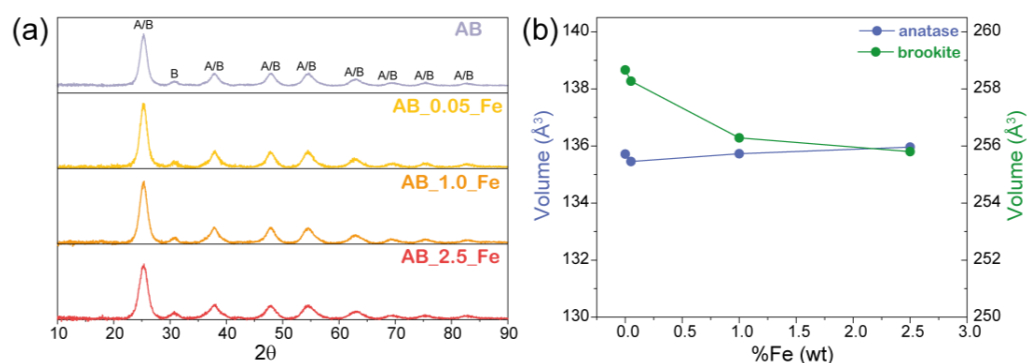 (a)
A/B
AB
B
A/B
A/B
A/B
A/B
A/B
A/B
A/B
AB_0.05_Fe
AB_1.0_Fe
AB_2.5_Fe
10 20 30 40 50 60 70 80 90
2θ
(b)
140
138
136
134
132
130
Volume (Å³)
anatase
brookite
260
258
256
254
252
250
Volume (Å³)
0.0 0.5 1.0 1.5 2.0 2.5 3.0
%Fe (wt)